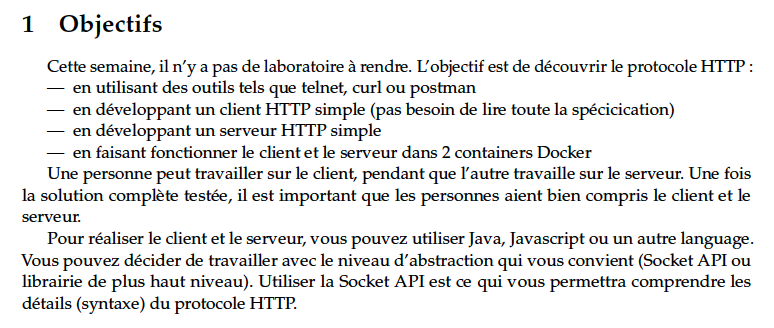 1 Objectifs
Cette semaine, il n'y a pas de laboratoire à rendre. L'objectif est de découvrir le protocole HTTP :
— en utilisant des outils tels que telnet, curl ou postman
— en développant un client HTTP simple (pas besoin de lire toute la spécicication)
— en développant un serveur HTTP simple
— en faisant fonctionner le client et le serveur dans 2 containers Docker
Une personne peut travailler sur le client, pendant que l'autre travaille sur le serveur. Une fois
la solution complète testée, il est important que les personnes aient bien compris le client et le
serveur.
Pour réaliser le client et le serveur, vous pouvez utiliser Java, Javascript ou un autre language.
Vous pouvez décider de travailler avec le niveau d'abstraction qui vous convient (Socket API ou
librairie de plus haut niveau). Utiliser la Socket API est ce qui vous permettra comprendre les
détails (syntaxe) du protocole HTTP.